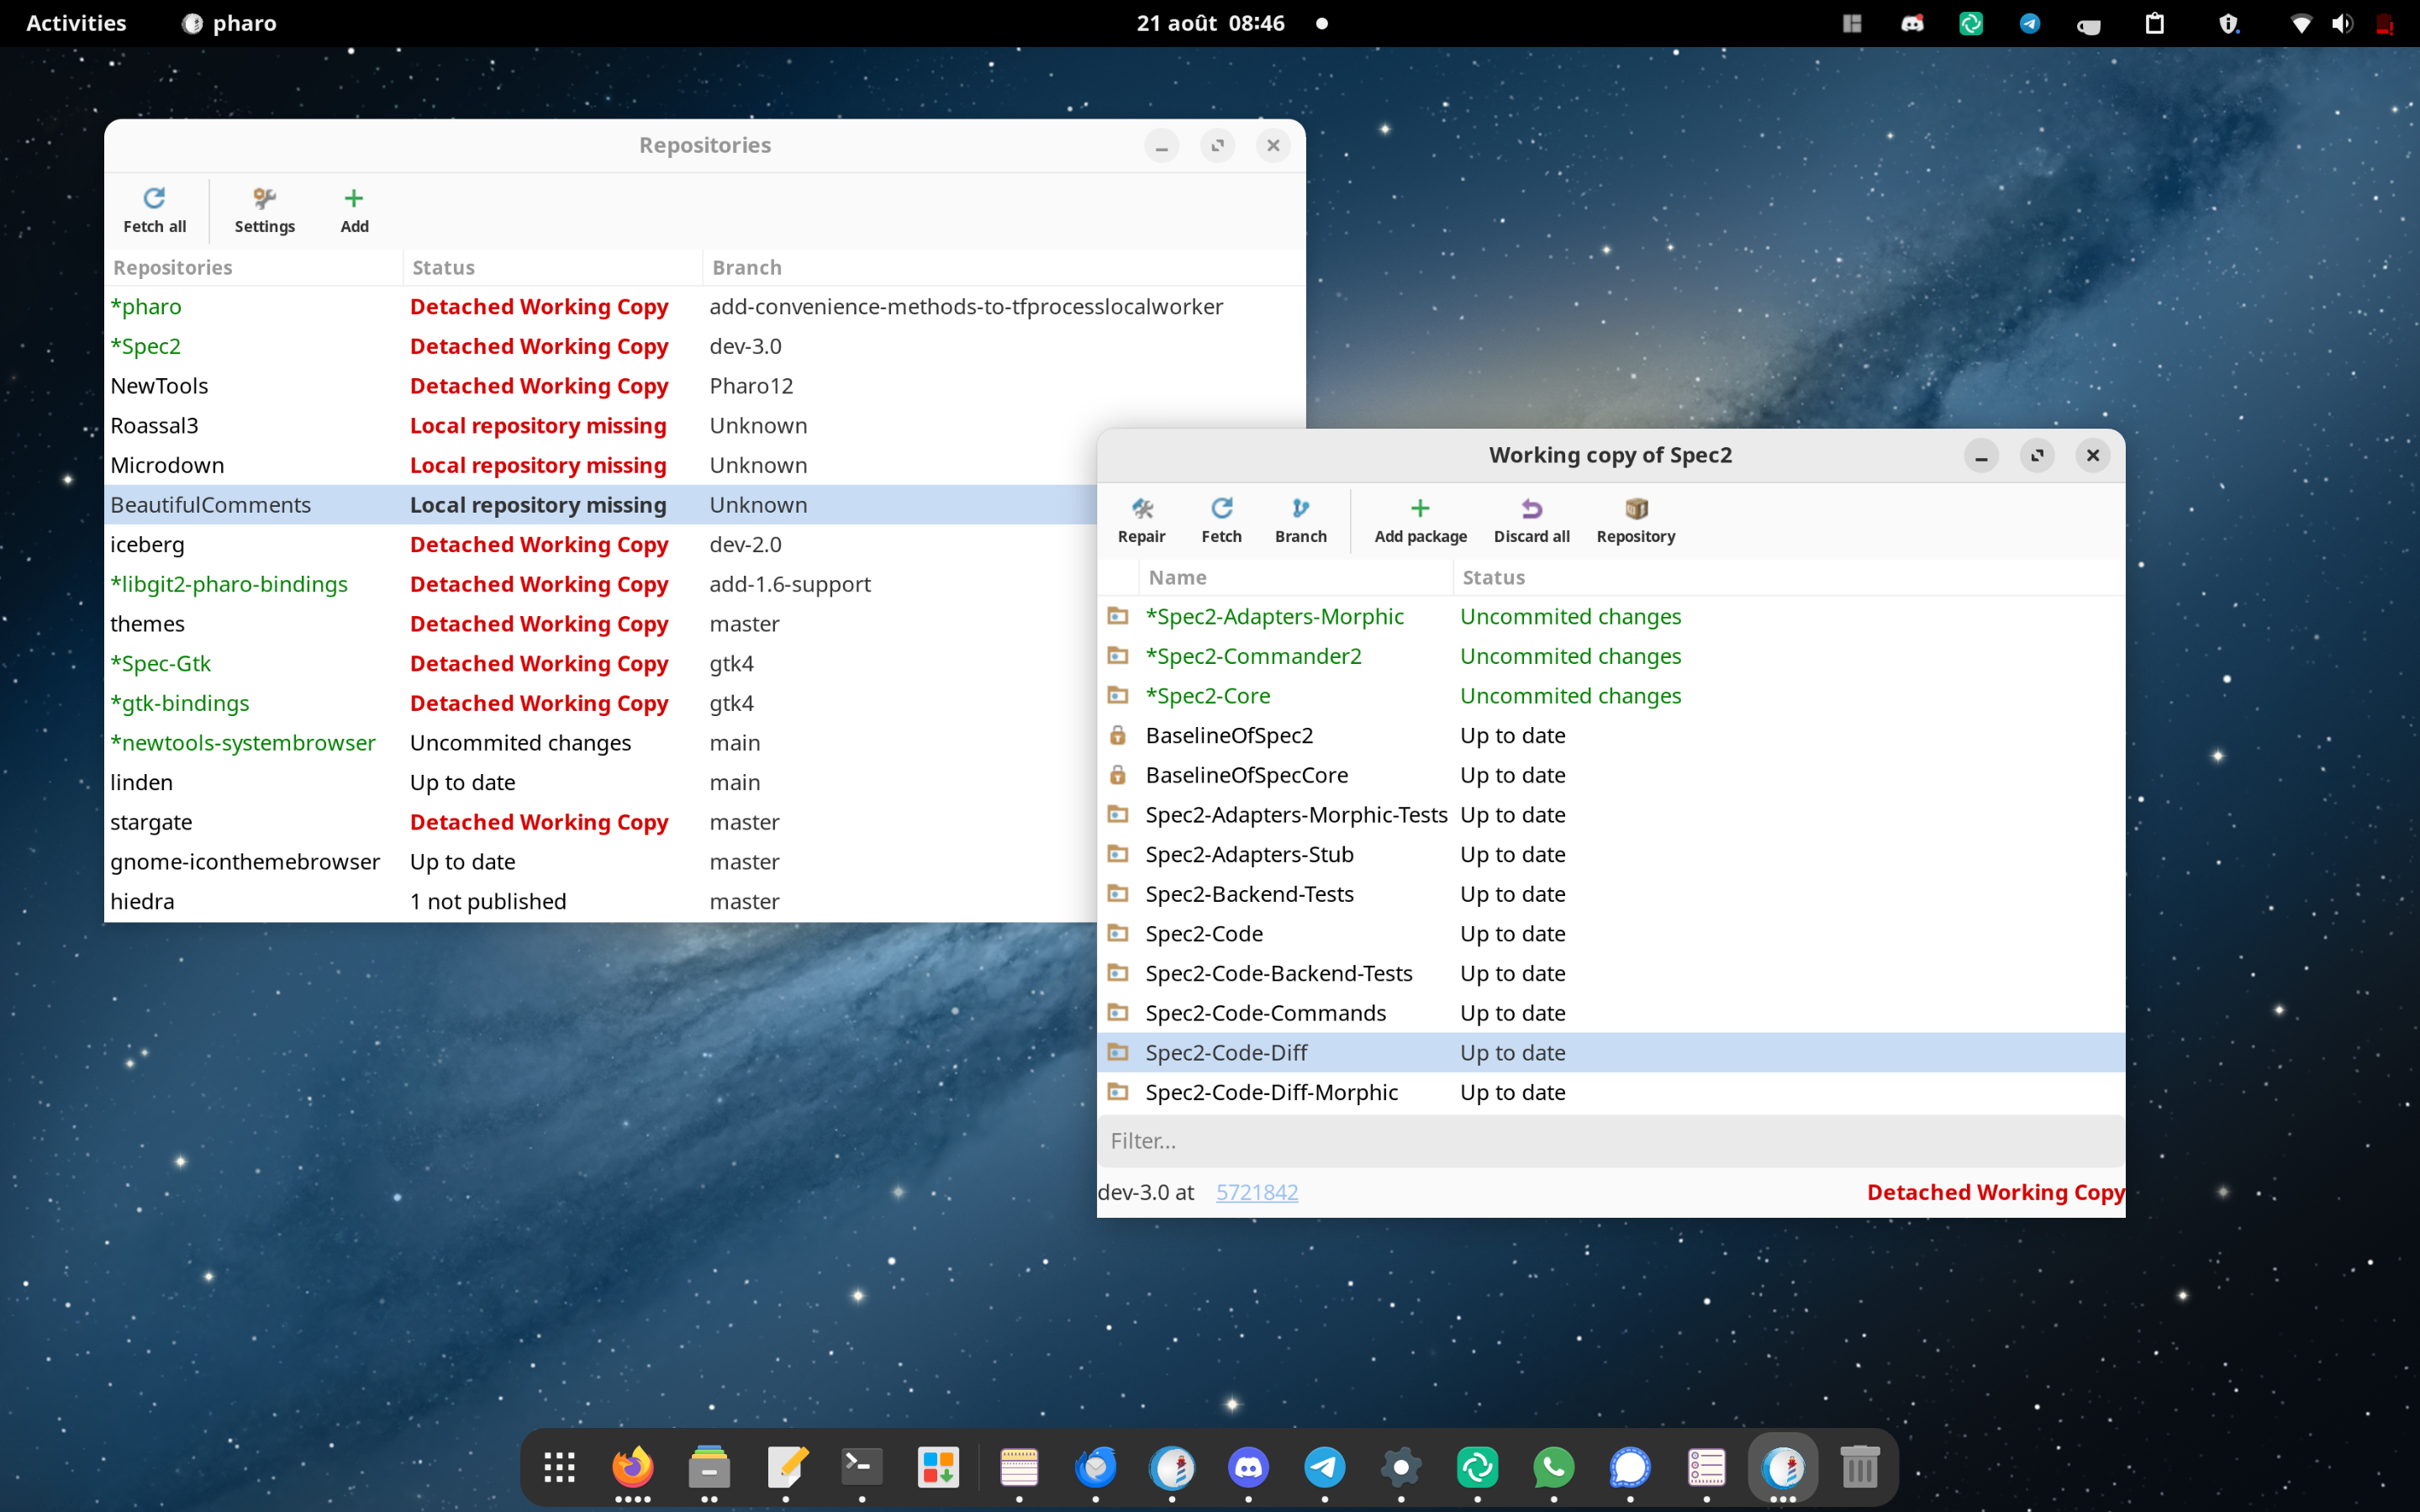 Activities pharo 21 août 08:46
Repositories
Fetch all Settings Add
Repositories Status Branch
*pharo Detached Working Copy add-convenience-methods-to-tfprocesslocalworker
*Spec2 Detached Working Copy dev-3.0
NewTools Detached Working Copy Pharo12
Roassal3 Local repository missing Unknown
Microdown Local repository missing Unknown
BeautifulComments Local repository missing Unknown
iceberg Detached Working Copy dev-2.0
*libgit2-pharo-bindings Detached Working Copy add-1.6-support
themes Detached Working Copy master
*Spec-Gtk Detached Working Copy gtk4
*gtk-bindings Detached Working Copy gtk4
*newtools-systembrowser Uncommited changes main
linden Up to date main
stargate Detached Working Copy master
gnome-iconthemebrowser Up to date master
hiedra 1 not published master
Working copy of Spec2
Repair Fetch Branch Add package Discard all Repository
Name Status
*Spec2-Adapters-Morphic Uncommited changes
*Spec2-Commander2 Uncommited changes
*Spec2-Core Uncommited changes
BaselineOfSpec2 Up to date
BaselineOfSpecCore Up to date
Spec2-Adapters-Morphic-Tests Up to date
Spec2-Adapters-Stub Up to date
Spec2-Backend-Tests Up to date
Spec2-Code Up to date
Spec2-Code-Backend-Tests Up to date
Spec2-Code-Commands Up to date
Spec2-Code-Diff Up to date
Spec2-Code-Diff-Morphic Up to date
Filter...
dev-3.0 at 5721842 Detached Working Copy